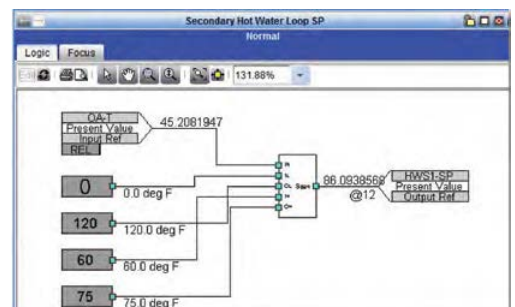 Secondary Hot Water Loop SP
Normal
Logic Focus
131.88%
OA-T
Present Value
Input Ref
REL
45.2081947
0
0.0 deg F
120
120.0 deg F
60
60.0 deg F
75
75.0 deg F
Span
86.0938568
@12
HWS1-SP
Present Value
Output Ref